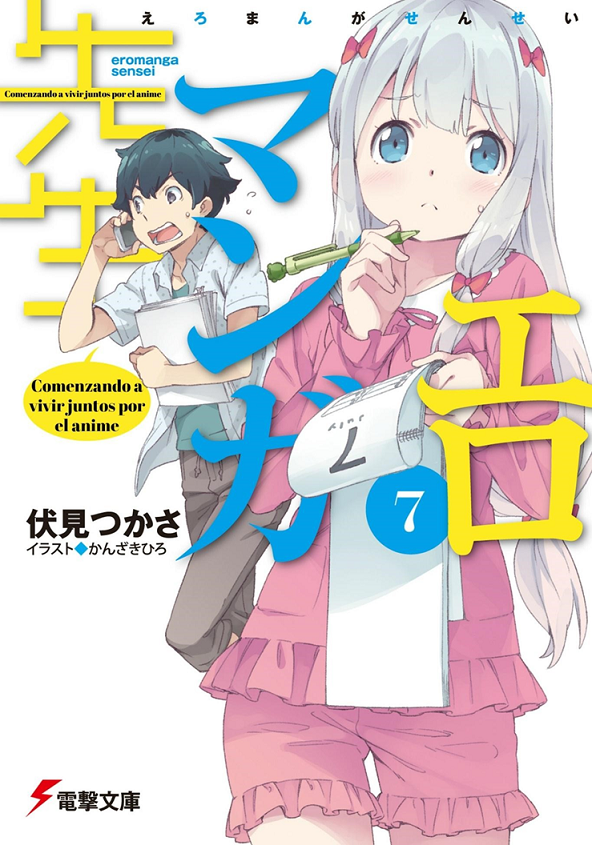 えろまんがせんせい
eromanga
sensei
エロ
マンガ
先生
Comenzando a vivir juntos por el anime
Comenzando a
vivir juntos por
el anime
7
July
7
伏見つかさ
イラスト◆かんざきひろ
電撃文庫